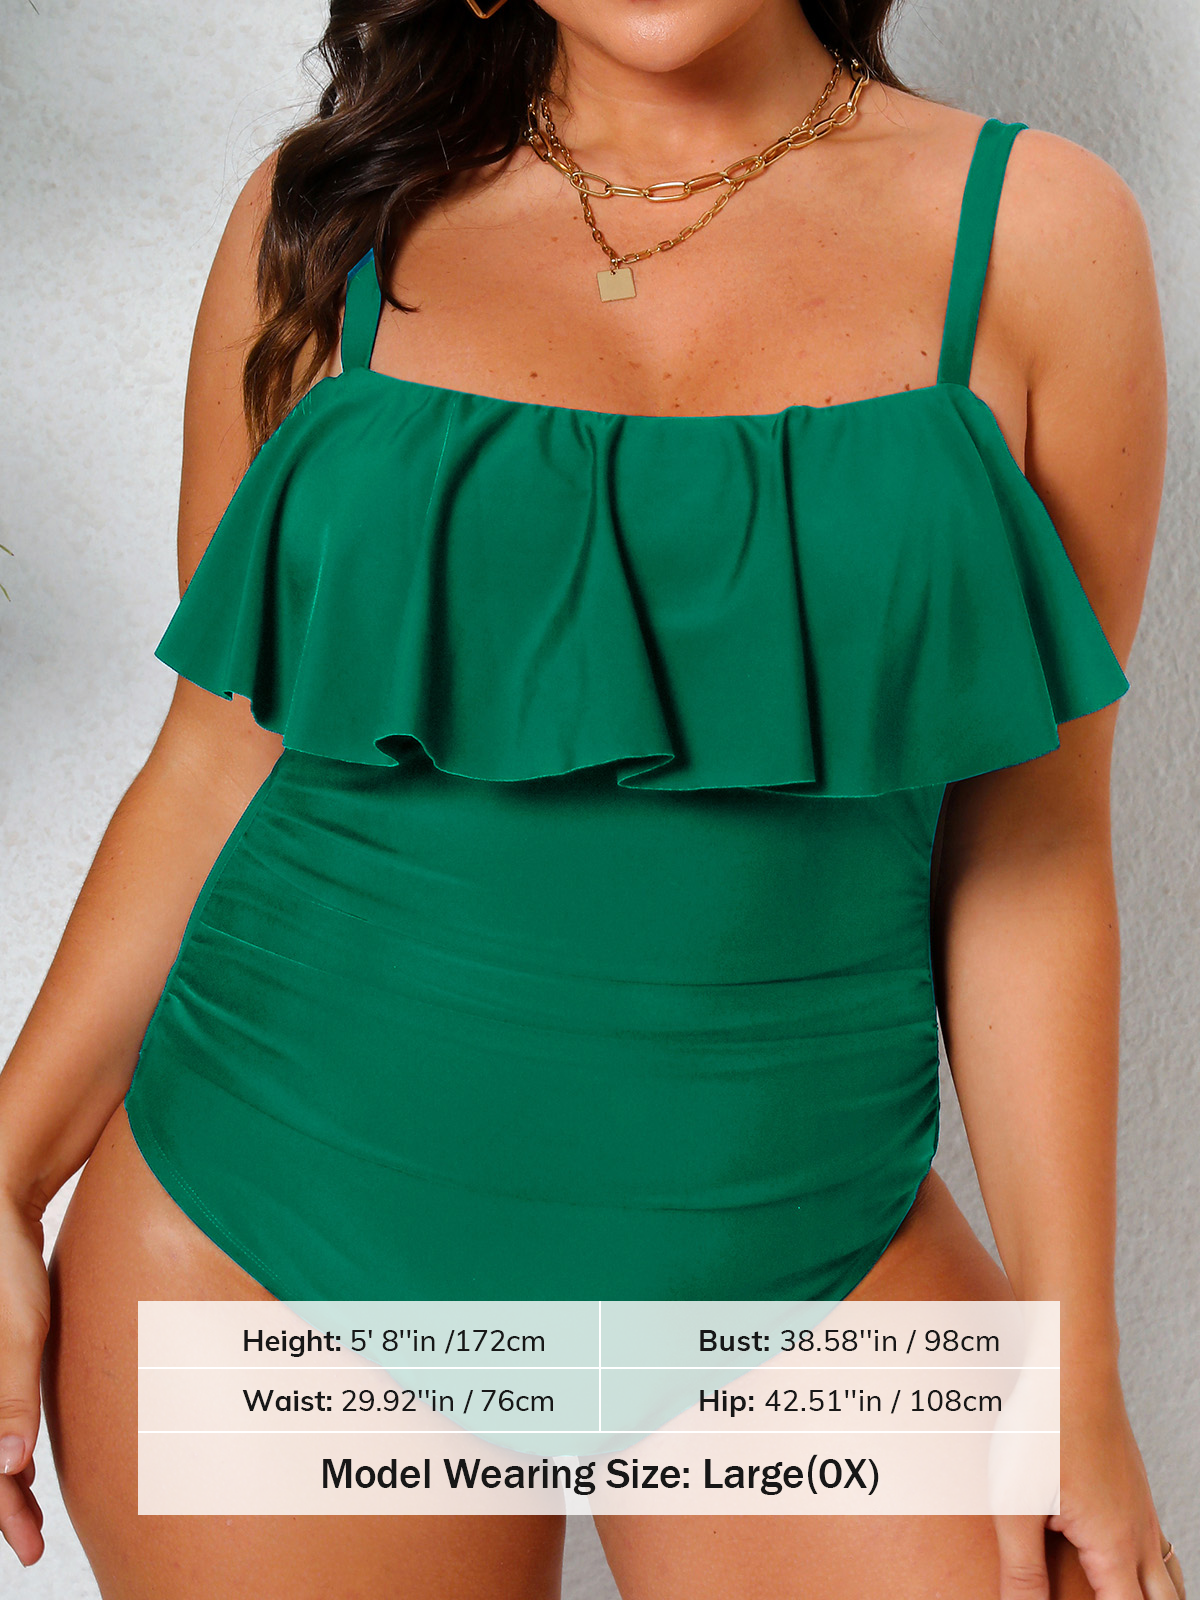 Height: 5' 8''in /172cm
Bust: 38.58''in / 98cm
Waist: 29.92''in / 76cm
Hip: 42.51''in / 108cm
Model Wearing Size: Large(0X)